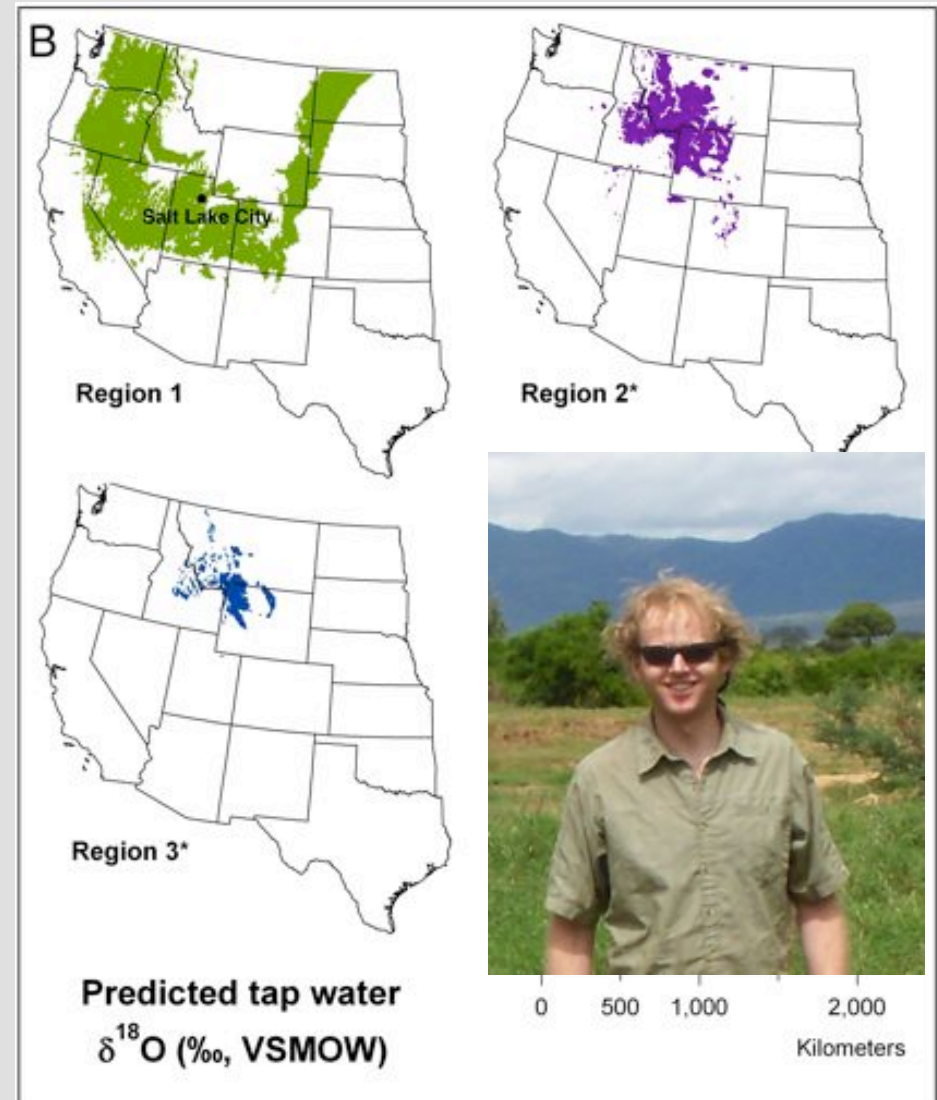 B
Salt Lake City
Region 1
Region 2*
Region 3*
Predicted tap water
δ18O (‰, VSMOW)
0 500 1,000 2,000
Kilometers